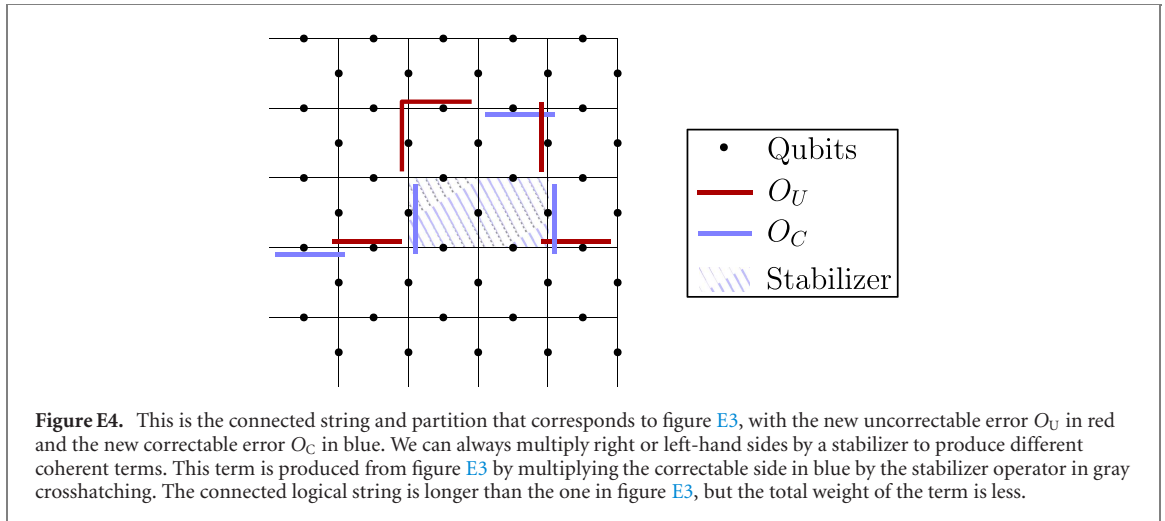 Qubits
O_U
O_C
Stabilizer
Figure E4. This is the connected string and partition that corresponds to figure E3, with the new uncorrectable error O_U in red
and the new correctable error O_C in blue. We can always multiply right or left-hand sides by a stabilizer to produce different
coherent terms. This term is produced from figure E3 by multiplying the correctable side in blue by the stabilizer operator in gray
crosshatching. The connected logical string is longer than the one in figure E3, but the total weight of the term is less.